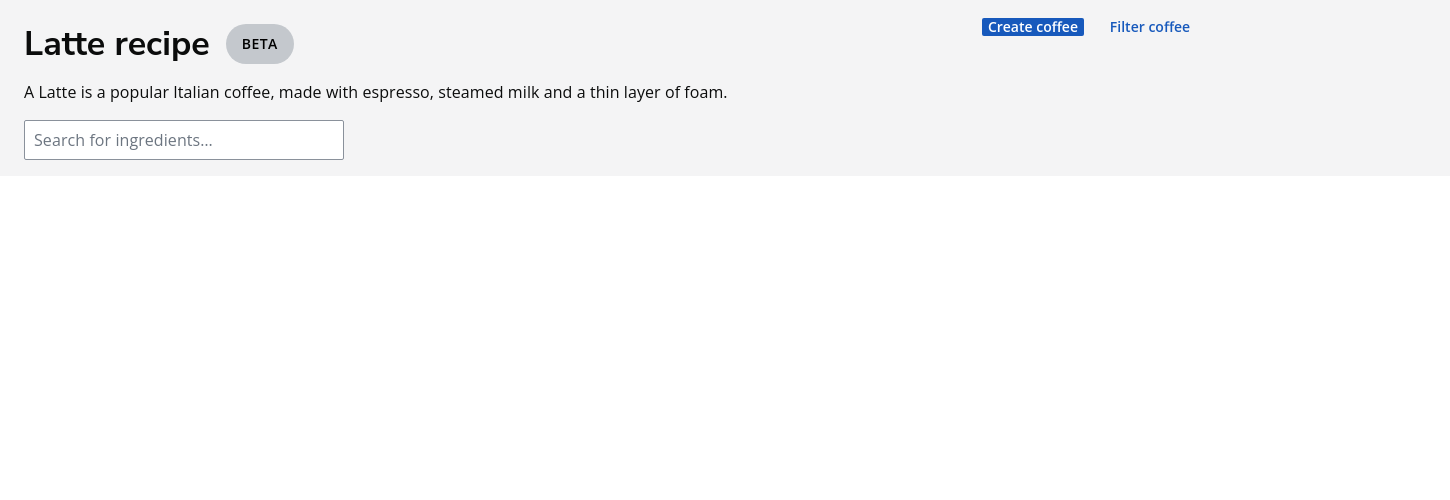 Latte recipe BETA
Create coffee Filter coffee
A Latte is a popular Italian coffee, made with espresso, steamed milk and a thin layer of foam.
Search for ingredients...